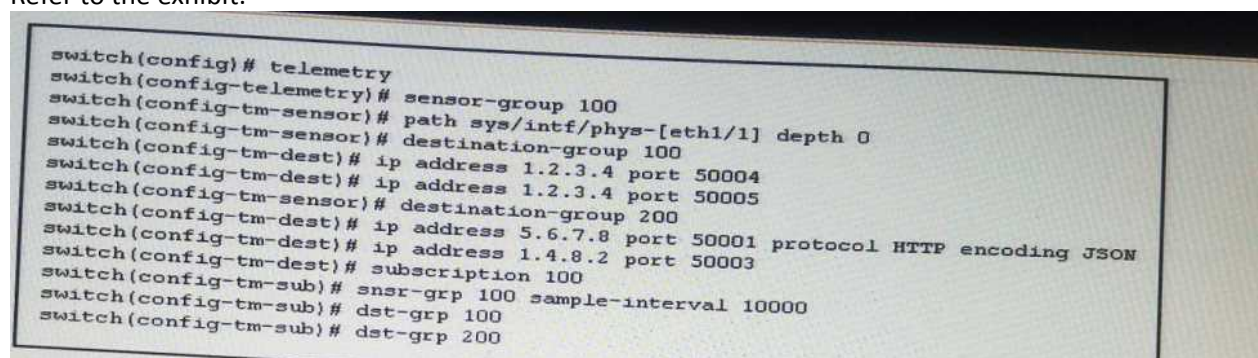 Refer to the exhibit.
switch(config)# telemetry
switch(config-telemetry)# sensor-group 100
switch(config-tm-sensor)# path sys/intf/phys-[eth1/1] depth 0
switch(config-tm-sensor)# destination-group 100
switch(config-tm-dest)# ip address 1.2.3.4 port 50004
switch(config-tm-dest)# ip address 1.2.3.4 port 50005
switch(config-tm-sensor)# destination-group 200
switch(config-tm-dest)# ip address 5.6.7.8 port 50001 protocol HTTP encoding JSON
switch(config-tm-dest)# ip address 1.4.8.2 port 50003
switch(config-tm-dest)# subscription 100
switch(config-tm-sub)# snsr-grp 100 sample-interval 10000
switch(config-tm-sub)# dst-grp 100
switch(config-tm-sub)# dst-grp 200